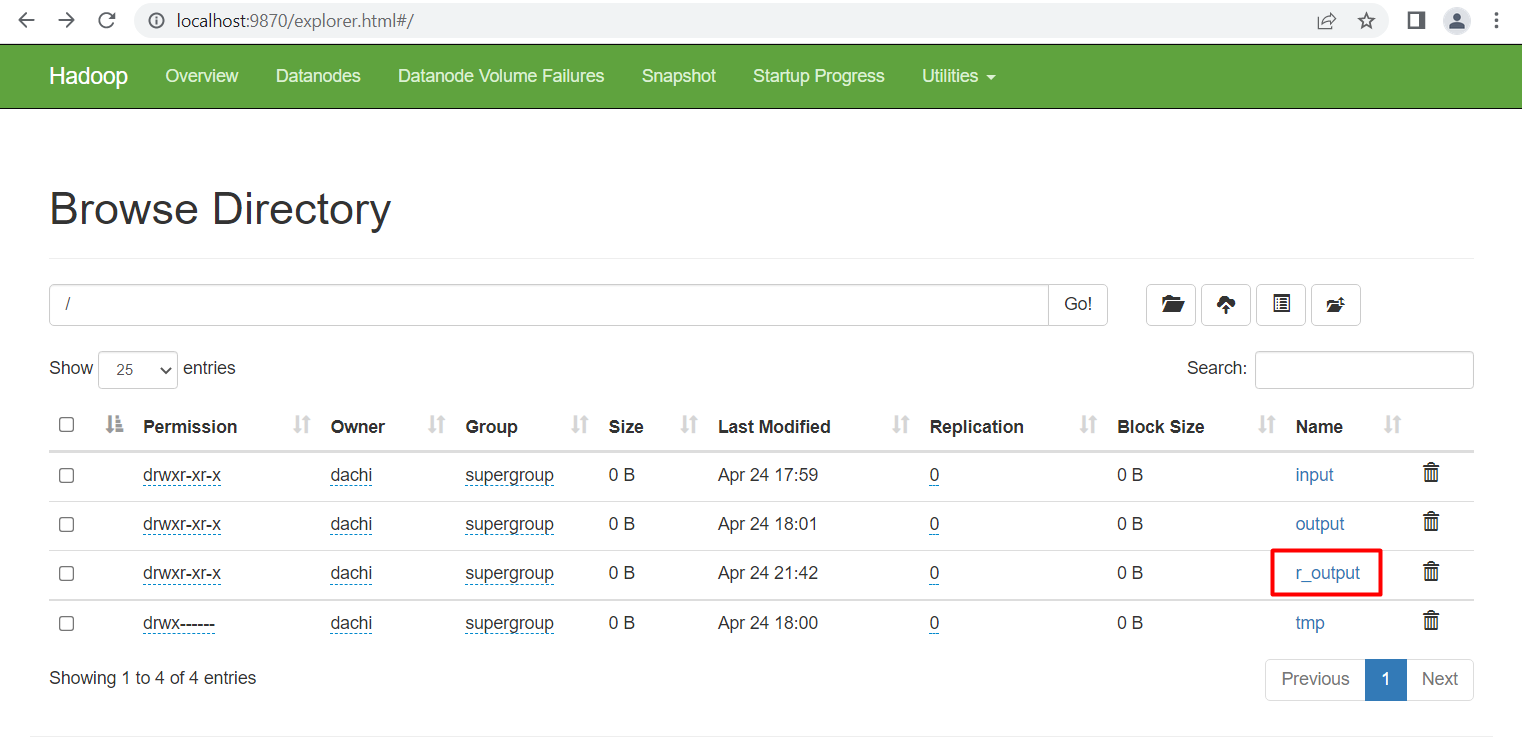 localhost:9870/explorer.html#/
Hadoop Overview Datanodes Datanode Volume Failures Snapshot Startup Progress Utilities
Browse Directory
/ Go!
Show 25 entries Search:
Permission Owner Group Size Last Modified Replication Block Size Name
drwxr-xr-x dachi supergroup 0 B Apr 24 17:59 0 0 B input
drwxr-xr-x dachi supergroup 0 B Apr 24 18:01 0 0 B output
drwxr-xr-x dachi supergroup 0 B Apr 24 21:42 0 0 B r_output
drwx------ dachi supergroup 0 B Apr 24 18:00 0 0 B tmp
Showing 1 to 4 of 4 entries Previous 1 Next